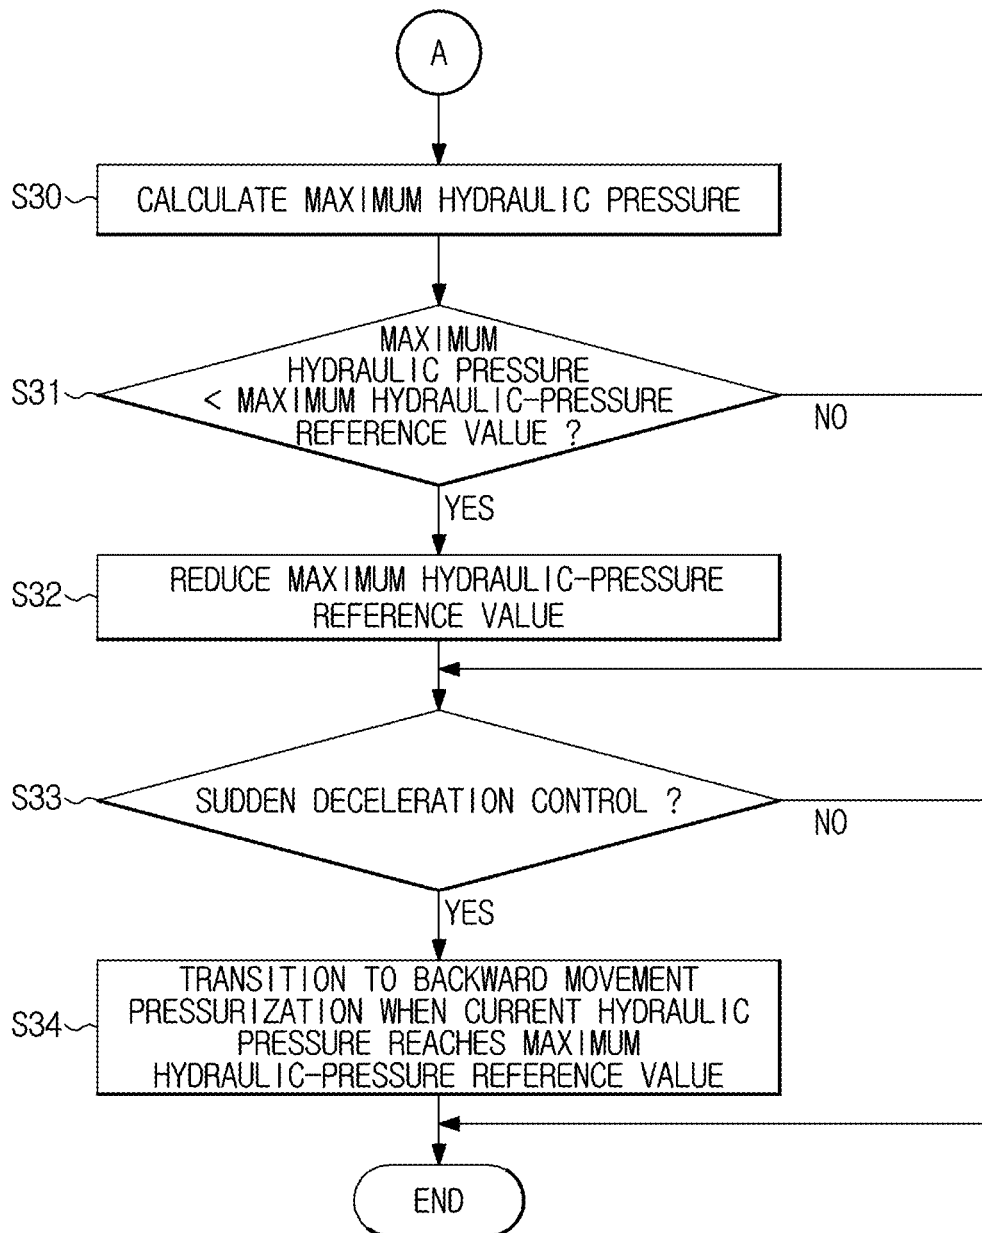 A
S30
CALCULATE MAXIMUM HYDRAULIC PRESSURE
S31
MAXIMUM
HYDRAULIC PRESSURE
< MAXIMUM HYDRAULIC-PRESSURE
REFERENCE VALUE ?
NO
YES
S32
REDUCE MAXIMUM HYDRAULIC-PRESSURE
REFERENCE VALUE
S33
SUDDEN DECELERATION CONTROL ?
NO
YES
S34
TRANSITION TO BACKWARD MOVEMENT
PRESSURIZATION WHEN CURRENT HYDRAULIC
PRESSURE REACHES MAXIMUM
HYDRAULIC-PRESSURE REFERENCE VALUE
END